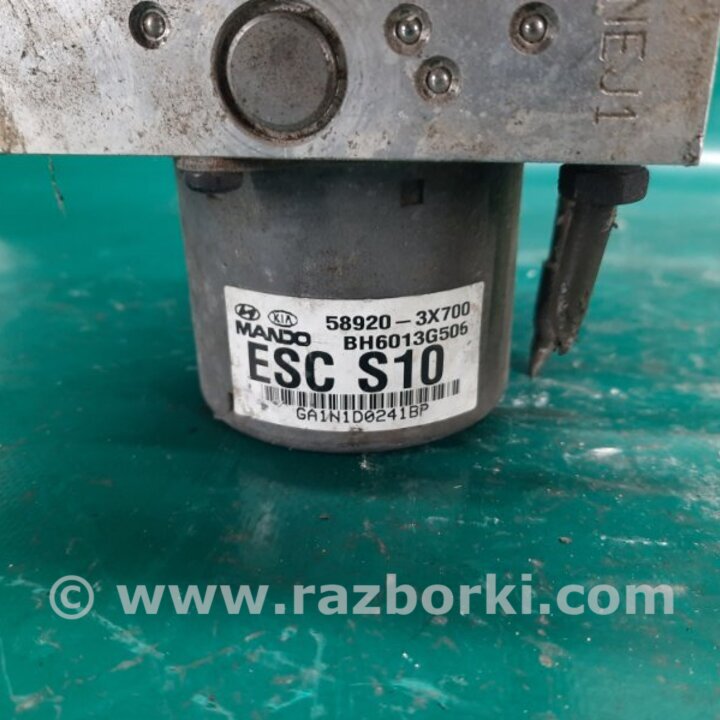 NEJ1
KIA 58920-3X700
MANDO BH6013G506
ESC S10
GA1N1D0241BP
© www.razborki.com